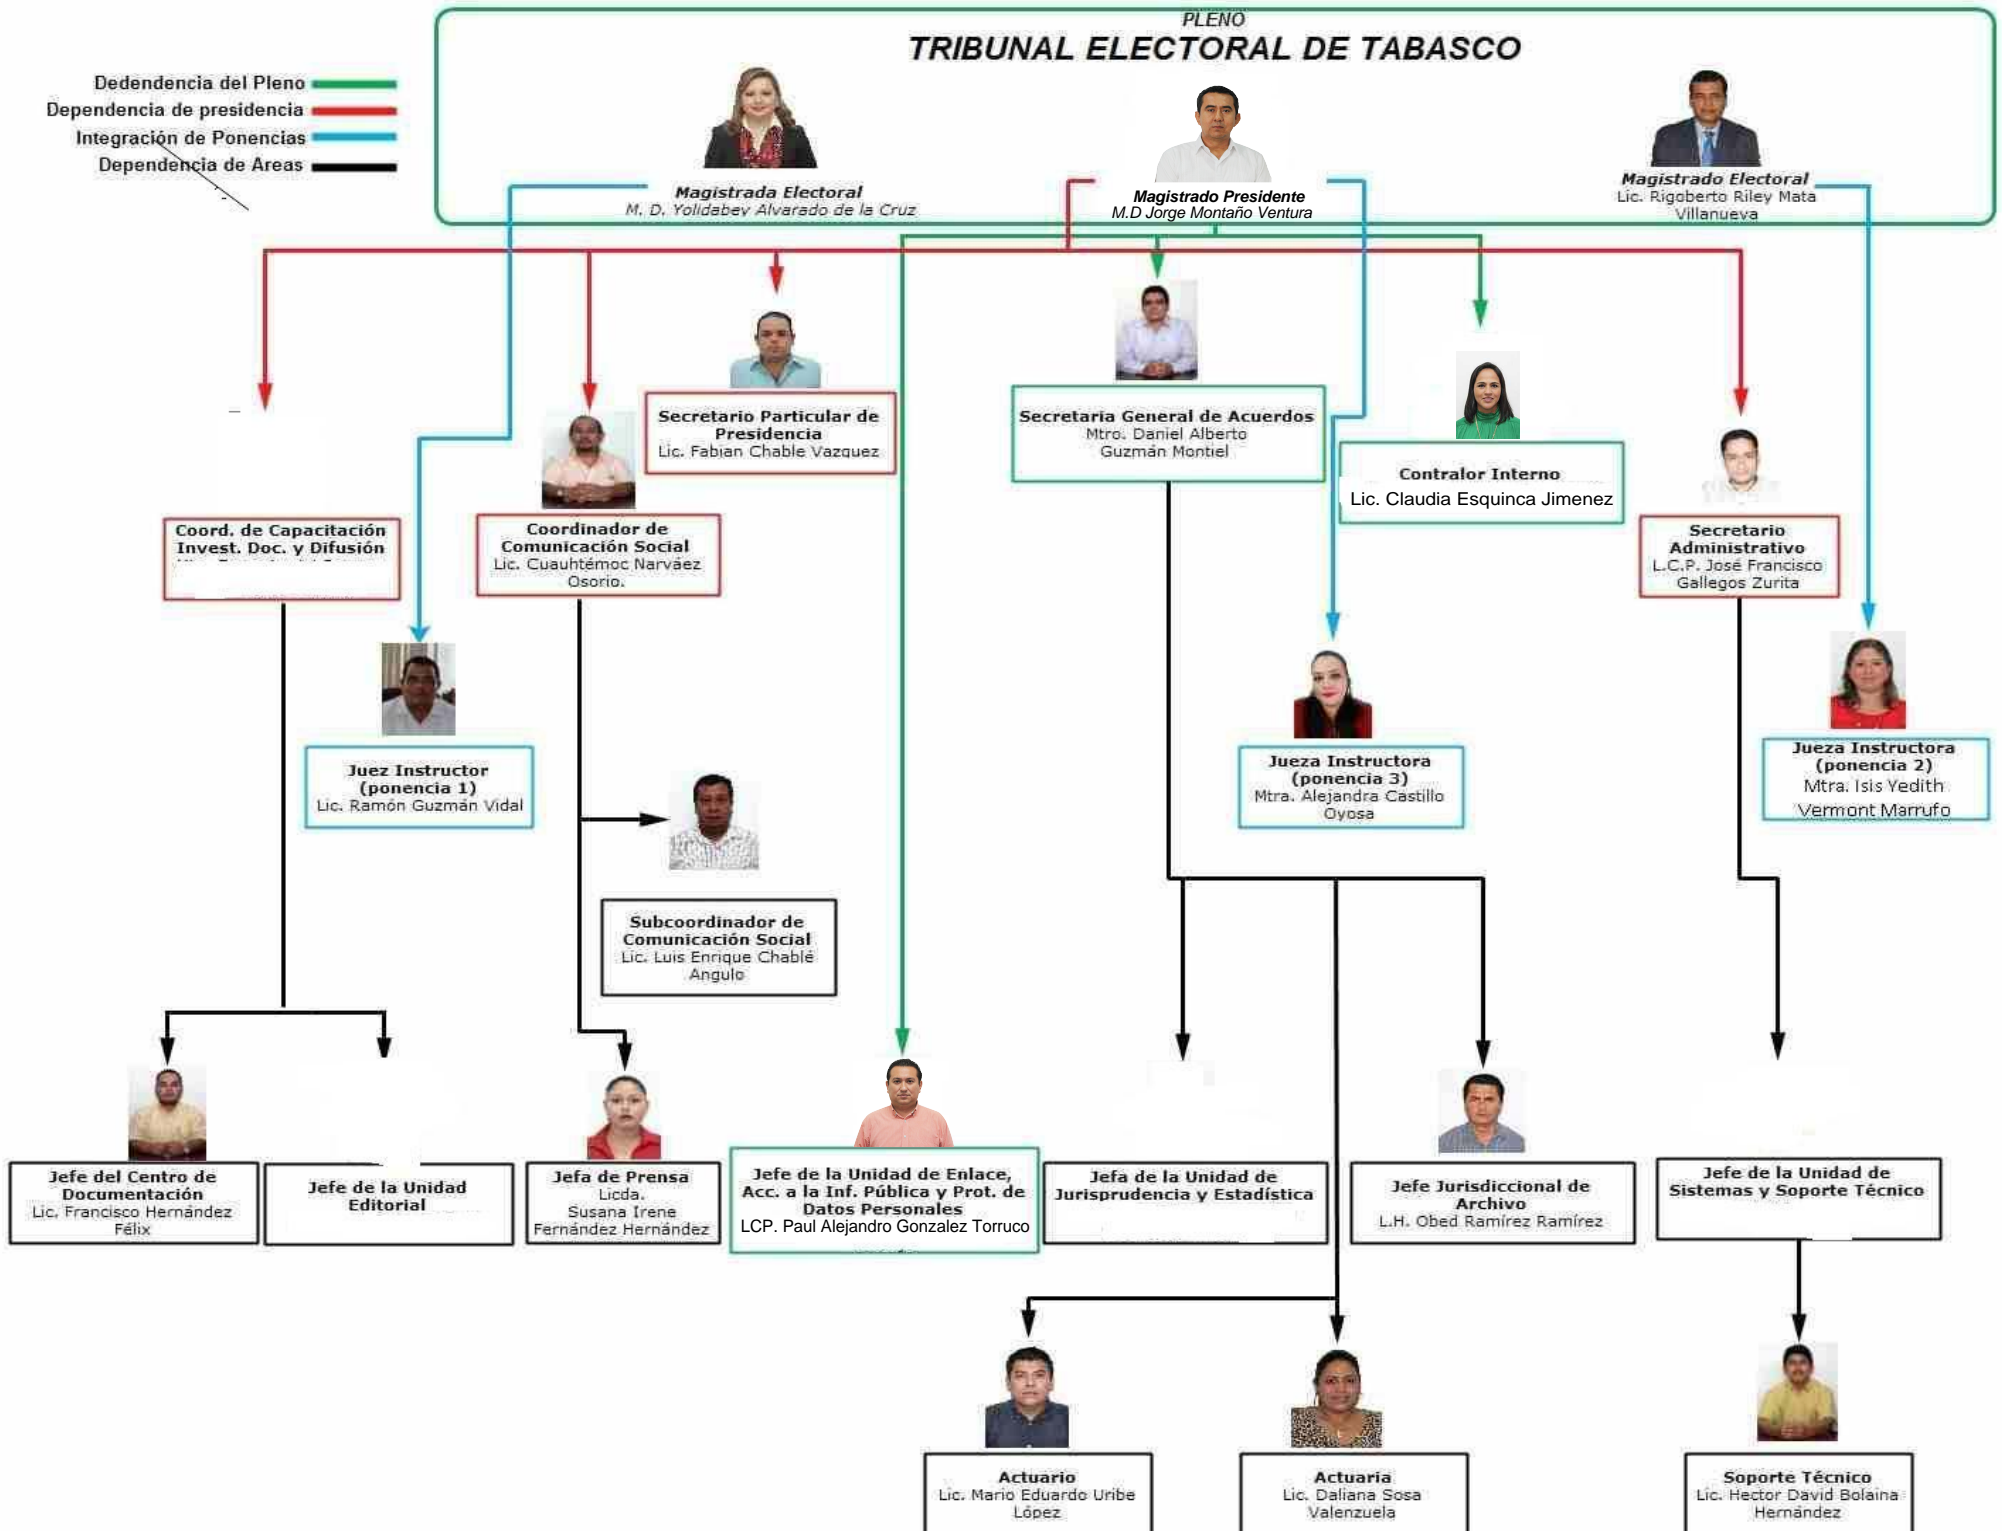 PLENO
TRIBUNAL ELECTORAL DE TABASCO
Dedendencia del Pleno
Dependencia de presidencia
Integración de Ponencias
Dependencia de Areas
Magistrada Electoral
M. D. Yolidabey Alvarado de la Cruz
Magistrado Presidente
M.D Jorge Montaño Ventura
Magistrado Electoral
Lic. Rigoberto Riley Mata
Villanueva
Secretario Particular de
Presidencia
Lic. Fabian Chable Vazquez
Secretaria General de Acuerdos
Mtro. Daniel Alberto
Guzmán Montiel
Contralor Interno
Lic. Claudia Esquinca Jimenez
Coord. de Capacitación
Invest. Doc. y Difusión
Coordinador de
Comunicación Social
Lic. Cuauhtémoc Narváez
Osorio.
Secretario
Administrativo
L.C.P. José Francisco
Gallegos Zurita
Juez Instructor
(ponencia 1)
Lic. Ramón Guzmán Vidal
Jueza Instructora
(ponencia 3)
Mtra. Alejandra Castillo
Oyosa
Jueza Instructora
(ponencia 2)
Mtra. Isis Yedith
Vermont Marrufo
Subcoordinador de
Comunicación Social
Lic. Luis Enrique Chablé
Angulo
Jefe del Centro de
Documentación
Lic. Francisco Hernández
Félix
Jefe de la Unidad
Editorial
Jefa de Prensa
Licda.
Susana Irene
Fernández Hernández
Jefe de la Unidad de Enlace,
Acc. a la Inf. Pública y Prot. de
Datos Personales
LCP. Paul Alejandro Gonzalez Torruco
Jefa de la Unidad de
Jurisprudencia y Estadística
Jefe Jurisdiccional de
Archivo
L.H. Obed Ramírez Ramírez
Jefe de la Unidad de
Sistemas y Soporte Técnico
Actuario
Lic. Mario Eduardo Uribe
López
Actuaria
Lic. Daliana Sosa
Valenzuela
Soporte Técnico
Lic. Hector David Bolaina
Hernández